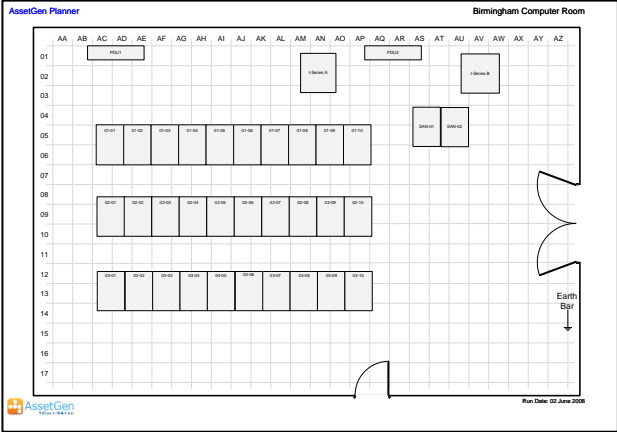 AssetGen Planner
Birmingham Computer Room
AA AB AC AD AE AF AG AH AI AJ AK AL AM AN AO AP AQ AR AS AT AU AV AW AX AY AZ
01
PDU1
PDU2
02
I-Series A
I-Series B
03
04
05
01-01 01-02 01-03 01-04 01-05 01-06 01-07 01-08 01-09 01-10
SAN-01 SAN-02
06
07
08
02-01 02-02 02-03 02-04 02-05 02-06 02-07 02-08 02-09 02-10
09
10
11
12
03-01 03-02 03-03 03-04 03-05 03-06 03-07 03-08 03-09 03-10
13
Earth
Bar
14
15
16
17
AssetGen
Run Date: 02 June 2008